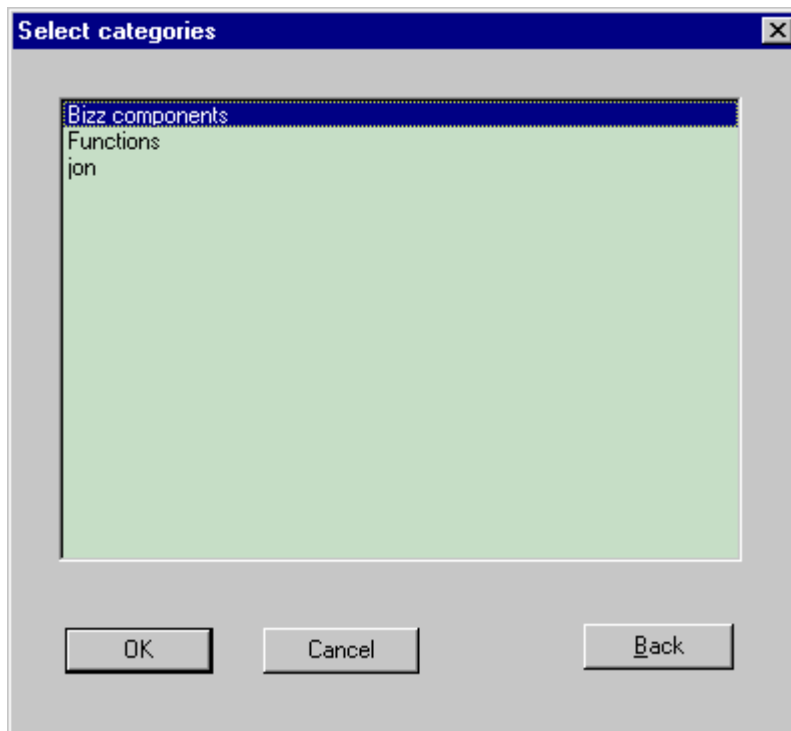 Select categories
Bizz components
Functions
jon
OK
Cancel
Back